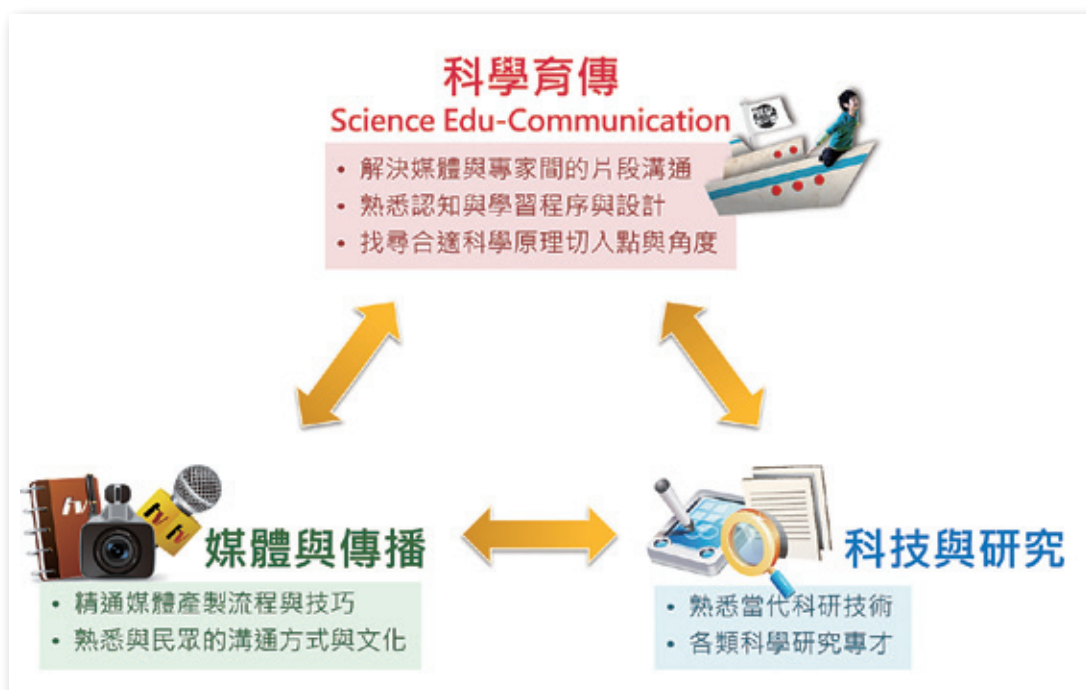 科學育傳
Science Edu-Communication
• 解決媒體與專家間的片段溝通
• 熟悉認知與學習程序與設計
• 找尋合適科學原理切入點與角度
tv
tv
tv
媒體與傳播
• 精通媒體產製流程與技巧
• 熟悉與民眾的溝通方式與文化
科技與研究
• 熟悉當代科研技術
• 各類科學研究專才